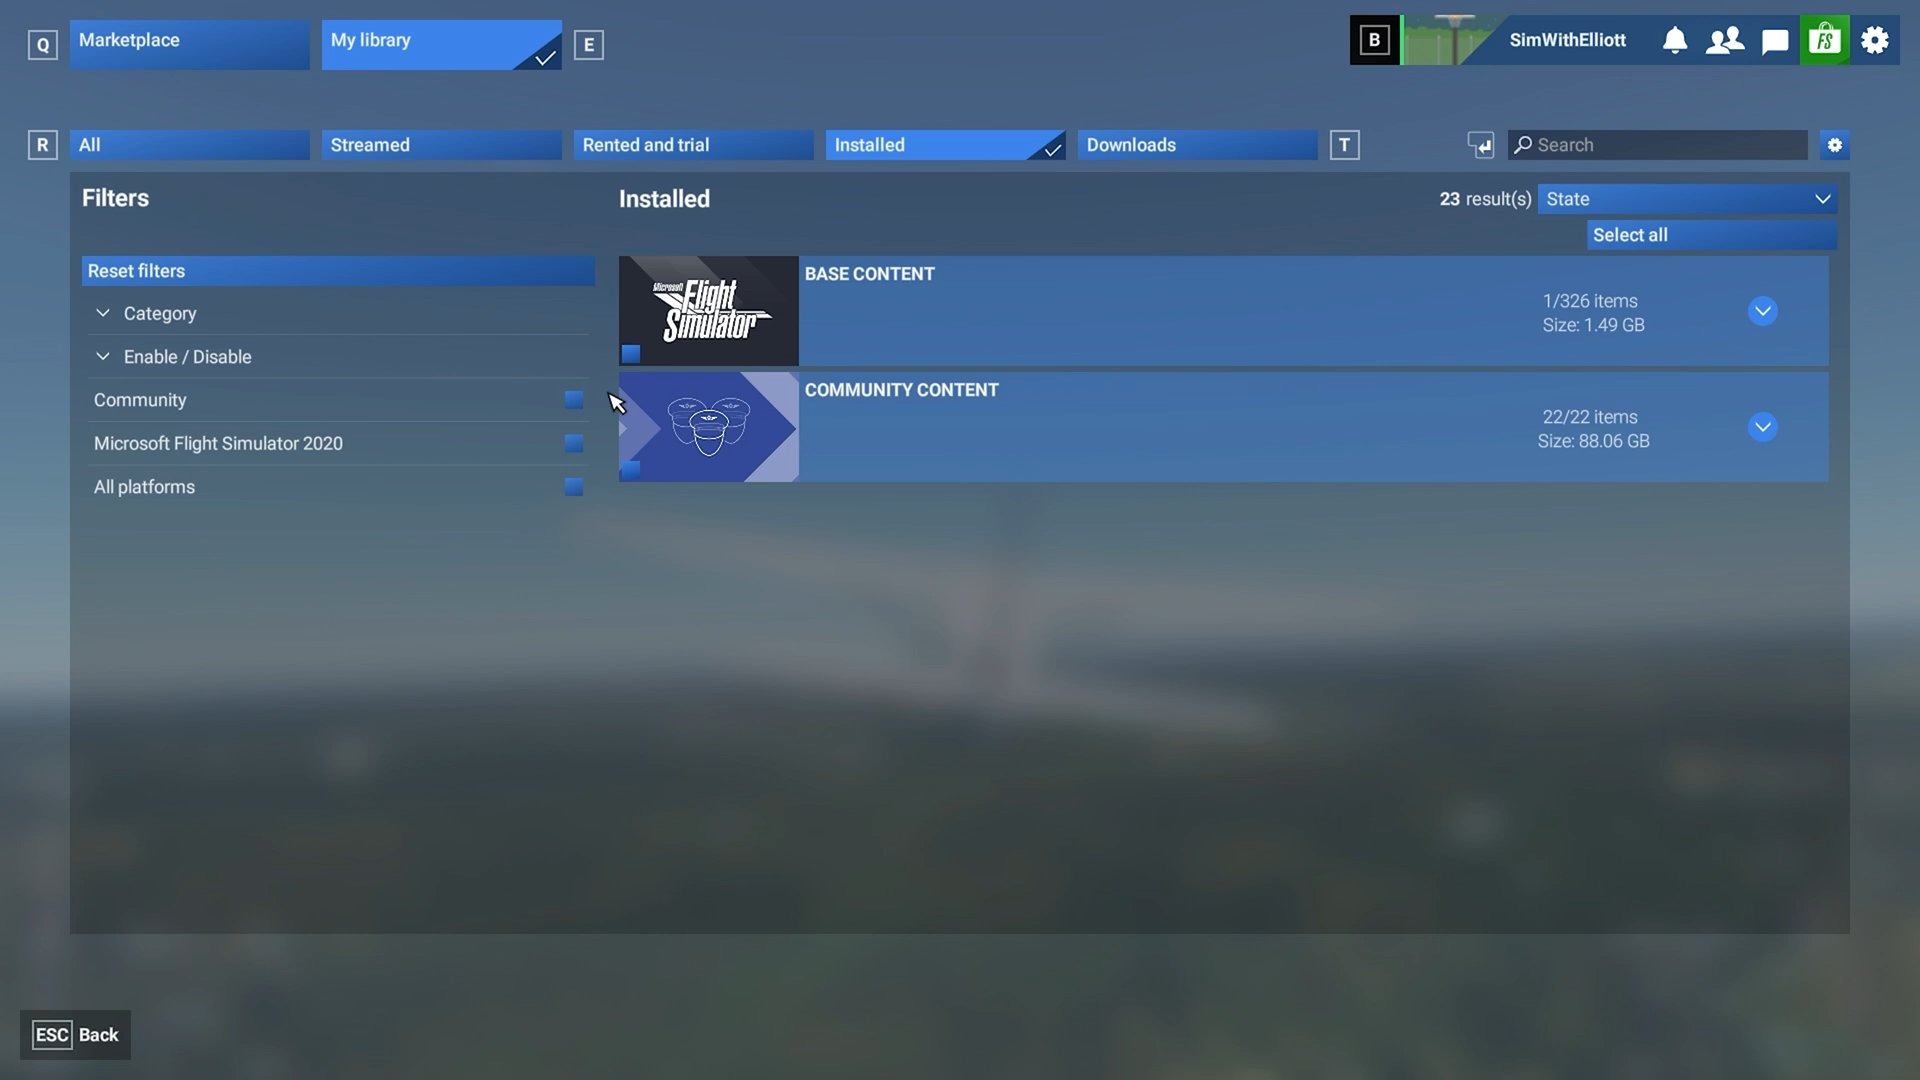 Q
Marketplace
My library
E
B
SimWithElliott
FS
R
All
Streamed
Rented and trial
Installed
Downloads
T
Search
Filters
Installed
23 result(s)
State
Select all
Reset filters
Category
Enable / Disable
Community
Microsoft Flight Simulator 2020
All platforms
Microsoft
Flight
Simulator
BASE CONTENT
1/326 items
Size: 1.49 GB
COMMUNITY CONTENT
22/22 items
Size: 88.06 GB
ESC Back